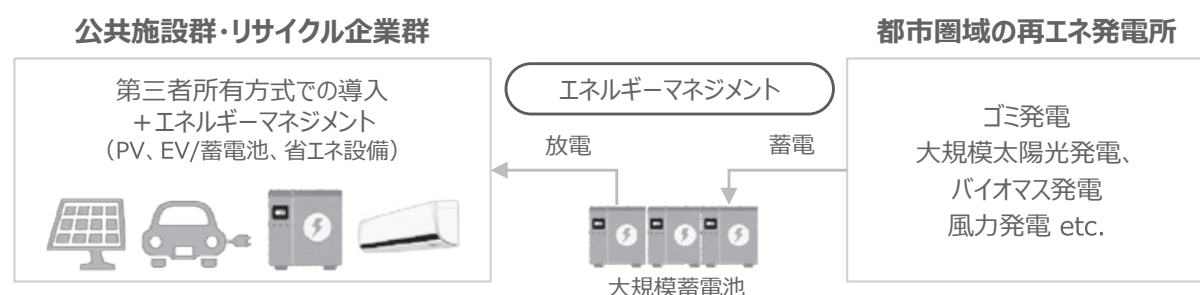 公共施設群・リサイクル企業群
第三者所有方式での導入
＋エネルギーマネジメント
（PV、EV/蓄電池、省エネ設備）
エネルギーマネジメント
放電
蓄電
大規模蓄電池
都市圏域の再エネ発電所
ゴミ発電
大規模太陽光発電、
バイオマス発電
風力発電 etc.